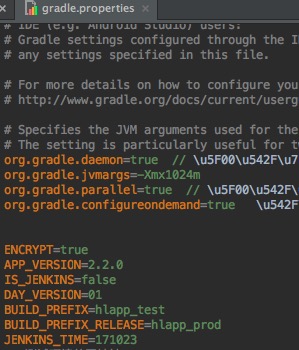 gradle.properties ×
# IDE (e.g. Android Studio) users:
# Gradle settings configured through the
# any settings specified in this file.
# For more details on how to configure
# http://www.gradle.org/docs/current/userg
# Specifies the JVM arguments used for the
# The setting is particularly useful for
org.gradle.daemon=true // \u5F00\u542F\u7
org.gradle.jvmargs=-Xmx1024m
org.gradle.parallel=true // \u5F00\u542F\
org.gradle.configureondemand=true \u542F\
ENCRYPT=true
APP_VERSION=2.2.0
IS_JENKINS=false
DAY_VERSION=01
BUILD_PREFIX=hlapp_test
BUILD_PREFIX_RELEASE=hlapp_prod
JENKINS_TIME=171023